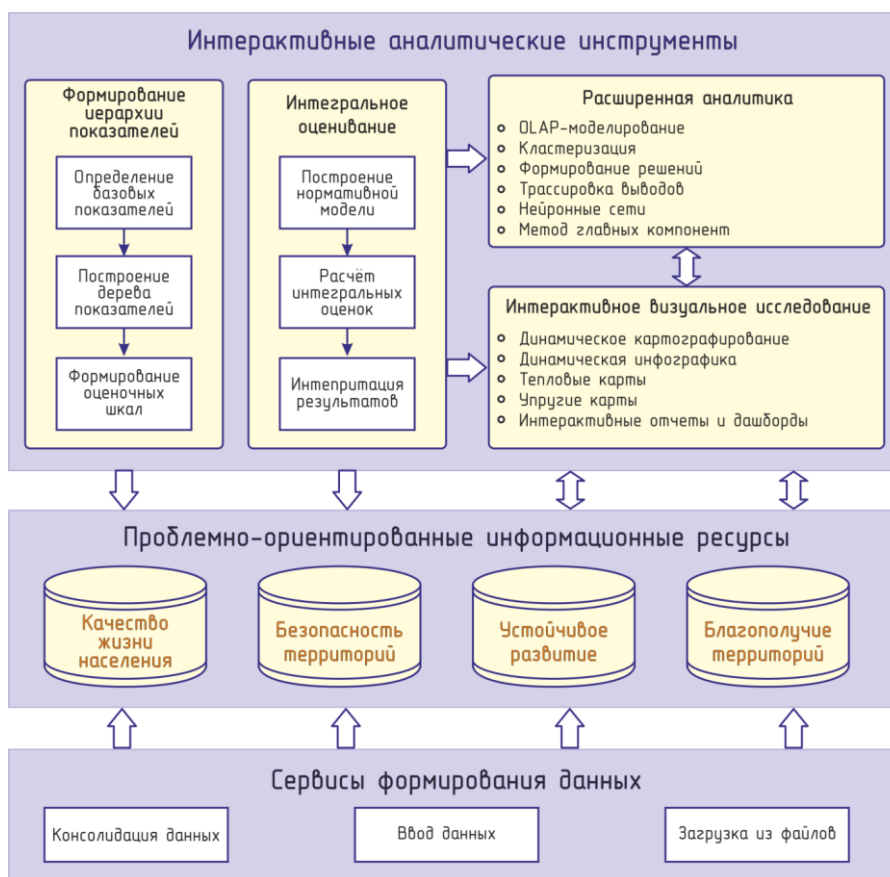 Интерактивные аналитические инструменты
Формирование
иерархии
показателей
Определение
базовых
показателей
Построение
дерева
показателей
Формирование
оценочных
шкал
Интегральное
оценивание
Построение
нормативной
модели
Расчёт
интегральных
оценок
Интепритация
результатов
Расширенная аналитика
OLAP-моделирование
Кластеризация
Формирование решений
Трассировка выводов
Нейронные сети
Метод главных компонент
Интерактивное визуальное исследование
Динамическое картографирование
Динамическая инфографика
Тепловые карты
Упругие карты
Интерактивные отчеты и дашборды
Проблемно-ориентированные информационные ресурсы
Качество
жизни
населения
Безопасность
территорий
Устойчивое
развитие
Благополучие
территорий
Сервисы формирования данных
Консолидация данных
Ввод данных
Загрузка из файлов